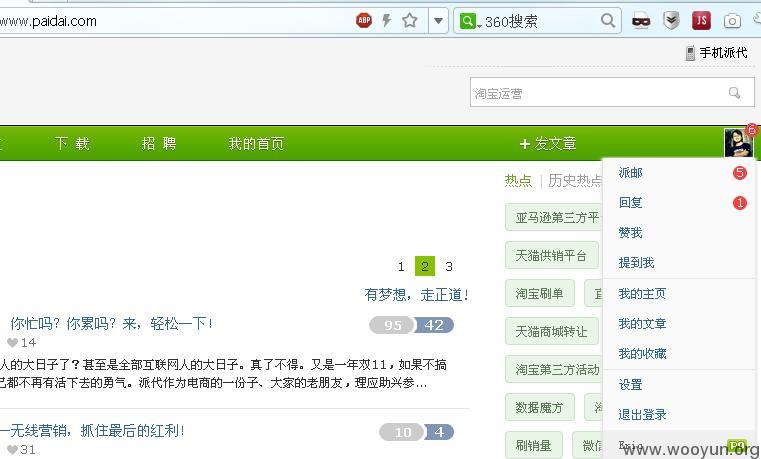 www.paidai.com
ABP
360搜索
JS
手机派代
淘宝运营
下 载
招 聘
我的首页
+ 发文章
6
热点
历史热点
派邮
5
回复
1
赞我
提到我
我的主页
我的文章
我的收藏
设置
退出登录
亚马逊第三方平
天猫供销平台
淘宝刷单
天猫商城转让
淘宝第三方活动
数据魔方
刷销量
1
2
3
有梦想，走正道！
你忙吗？你累吗？来，轻松一下！
95
42
14
人的大日子了？甚至是全部互联网人的大日子。真了不得。又是一年双11，如果不搞
己都不再有活下去的勇气。派代作为电商的一份子、大家的老朋友，理应助兴参...
一无线营销，抓住最后的红利！
10
4
31
www.wooyun.org